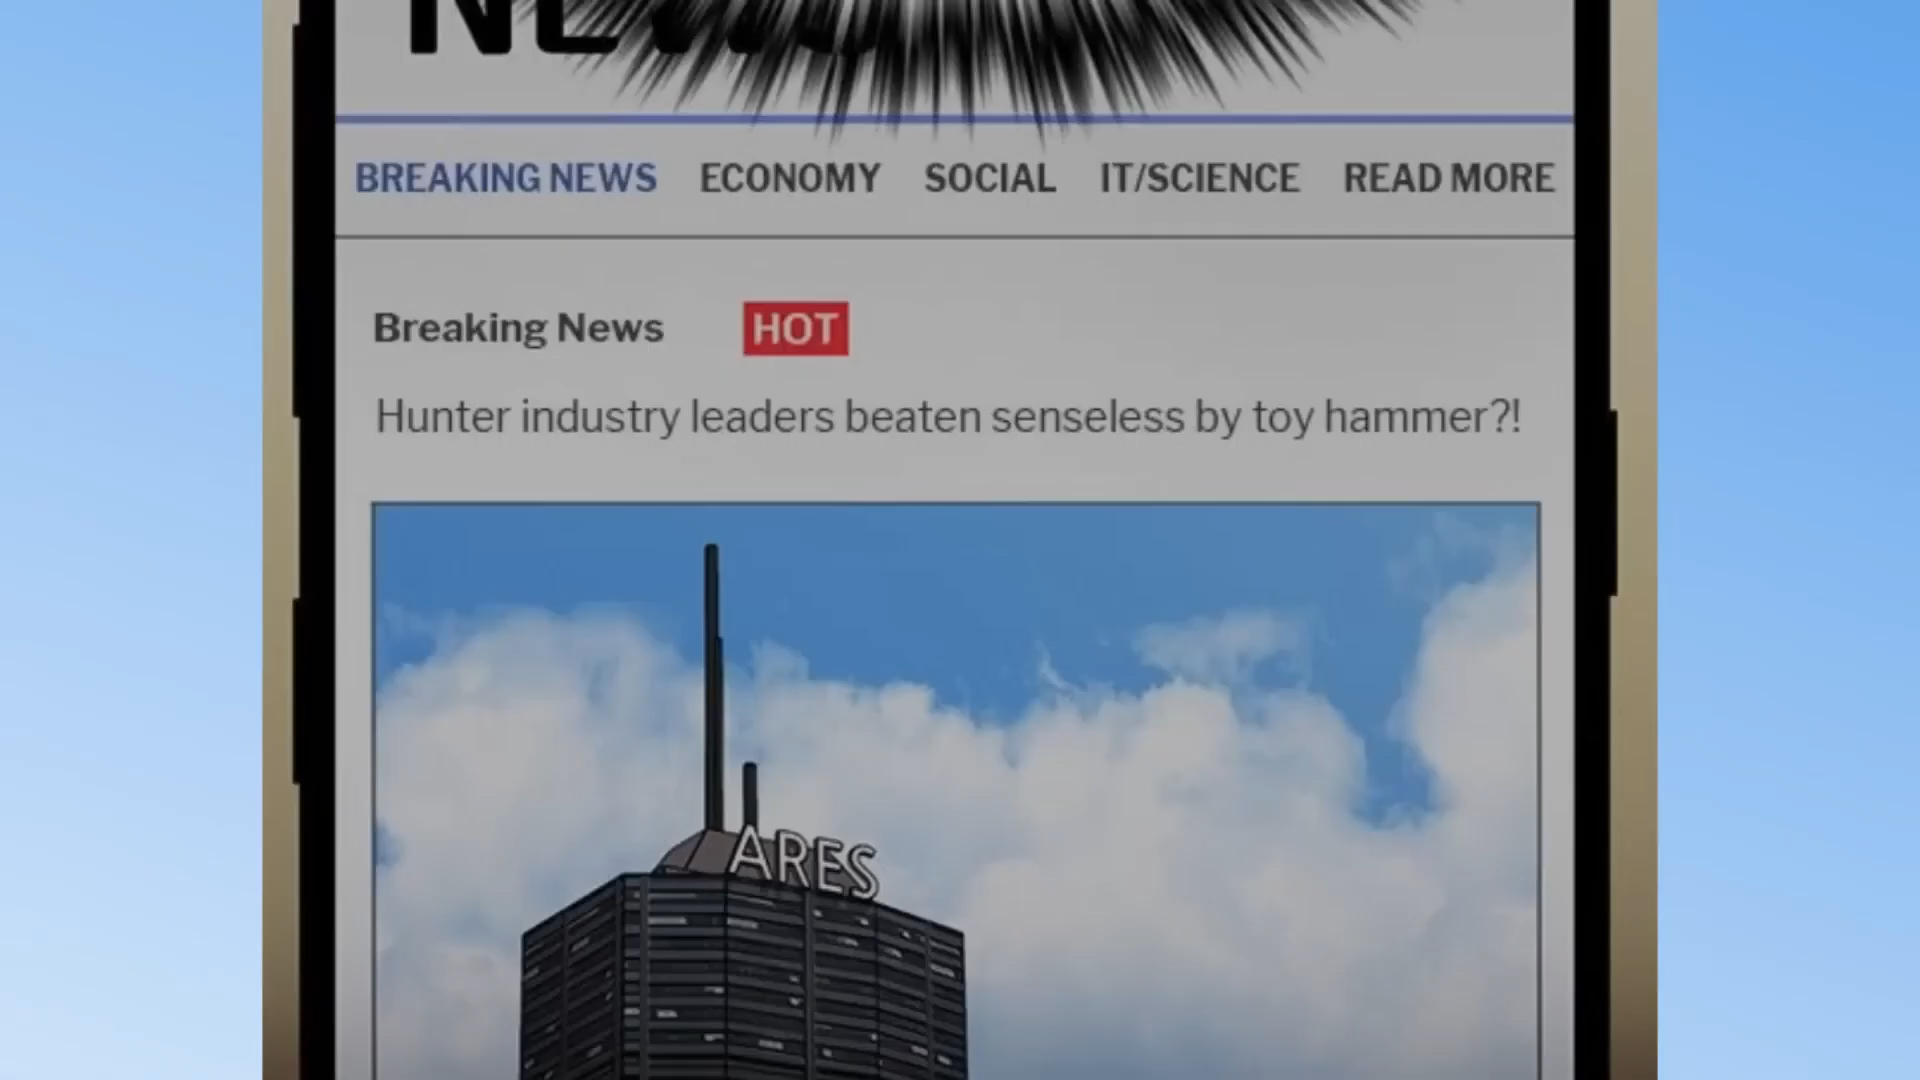 NEWS
BREAKING NEWS ECONOMY SOCIAL IT/SCIENCE READ MORE
Breaking News HOT
Hunter industry leaders beaten senseless by toy hammer?!
ARES